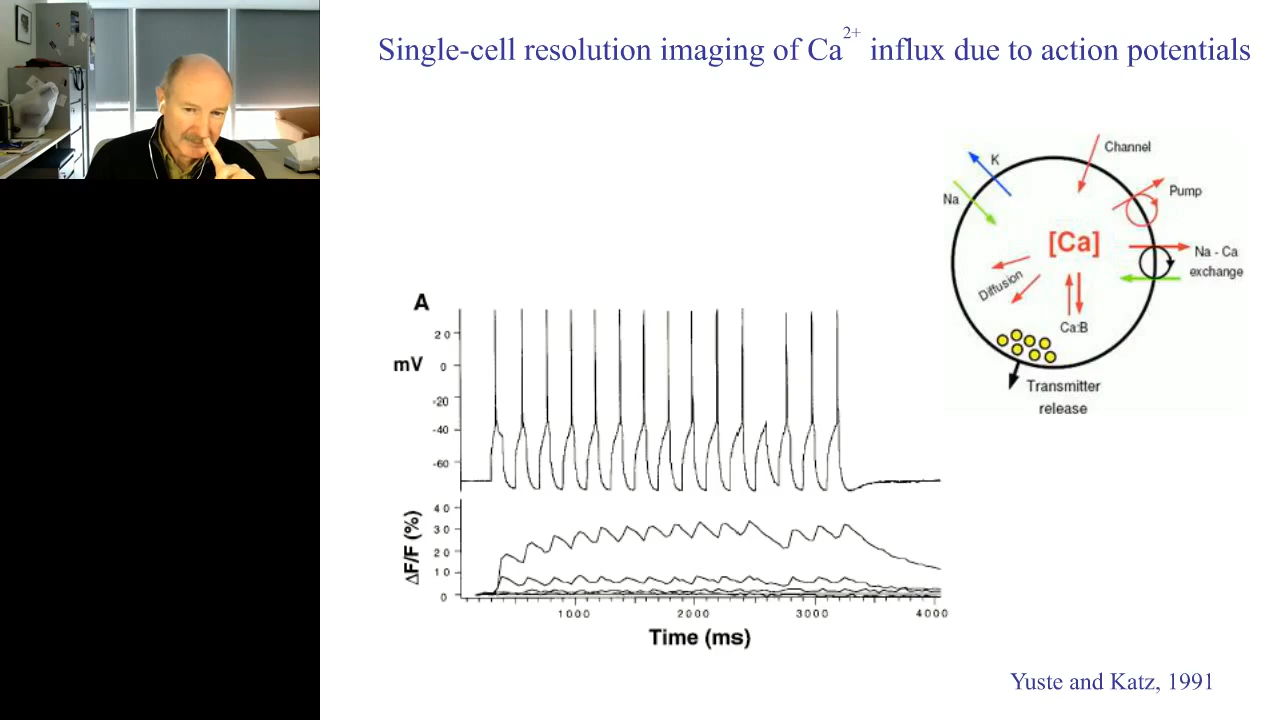 Single-cell resolution imaging of Ca2+ influx due to action potentials
K
Channel
Na
Pump
[Ca]
Na - Ca
exchange
Diffusion
Ca:B
Transmitter
release
A
mV
20
0
-20
-40
-60
ΔF/F (%)
40
30
20
10
0
1000 2000 3000 4000
Time (ms)
Yuste and Katz, 1991